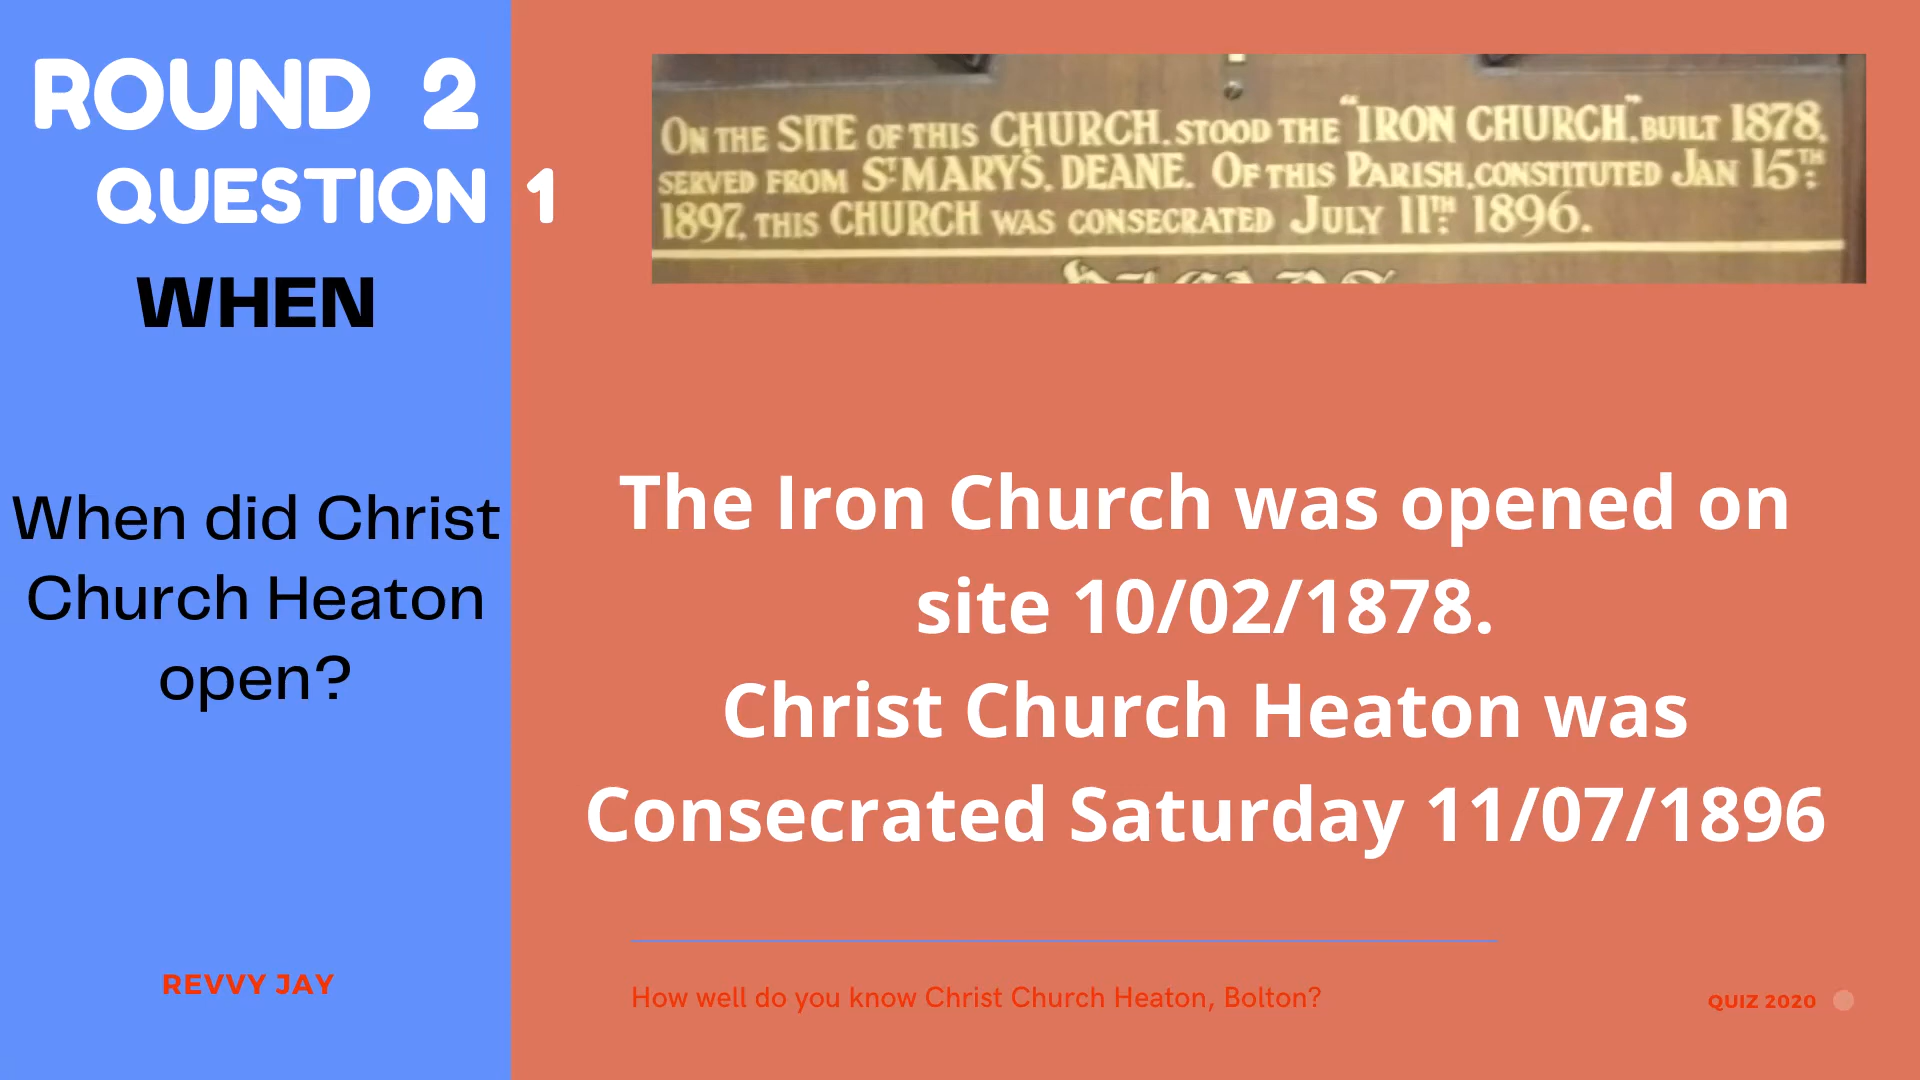 ROUND 2
QUESTION 1
WHEN
When did Christ
Church Heaton
open?
REVVY JAY
ON THE SITE OF THIS CHURCH, STOOD THE "IRON CHURCH", BUILT 1878,
SERVED FROM ST MARY'S, DEANE. OF THIS PARISH, CONSTITUTED JAN 15TH
1897, THIS CHURCH WAS CONSECRATED JULY 11TH 1896.
The Iron Church was opened on
site 10/02/1878.
Christ Church Heaton was
Consecrated Saturday 11/07/1896
How well do you know Christ Church Heaton, Bolton?
QUIZ 2020